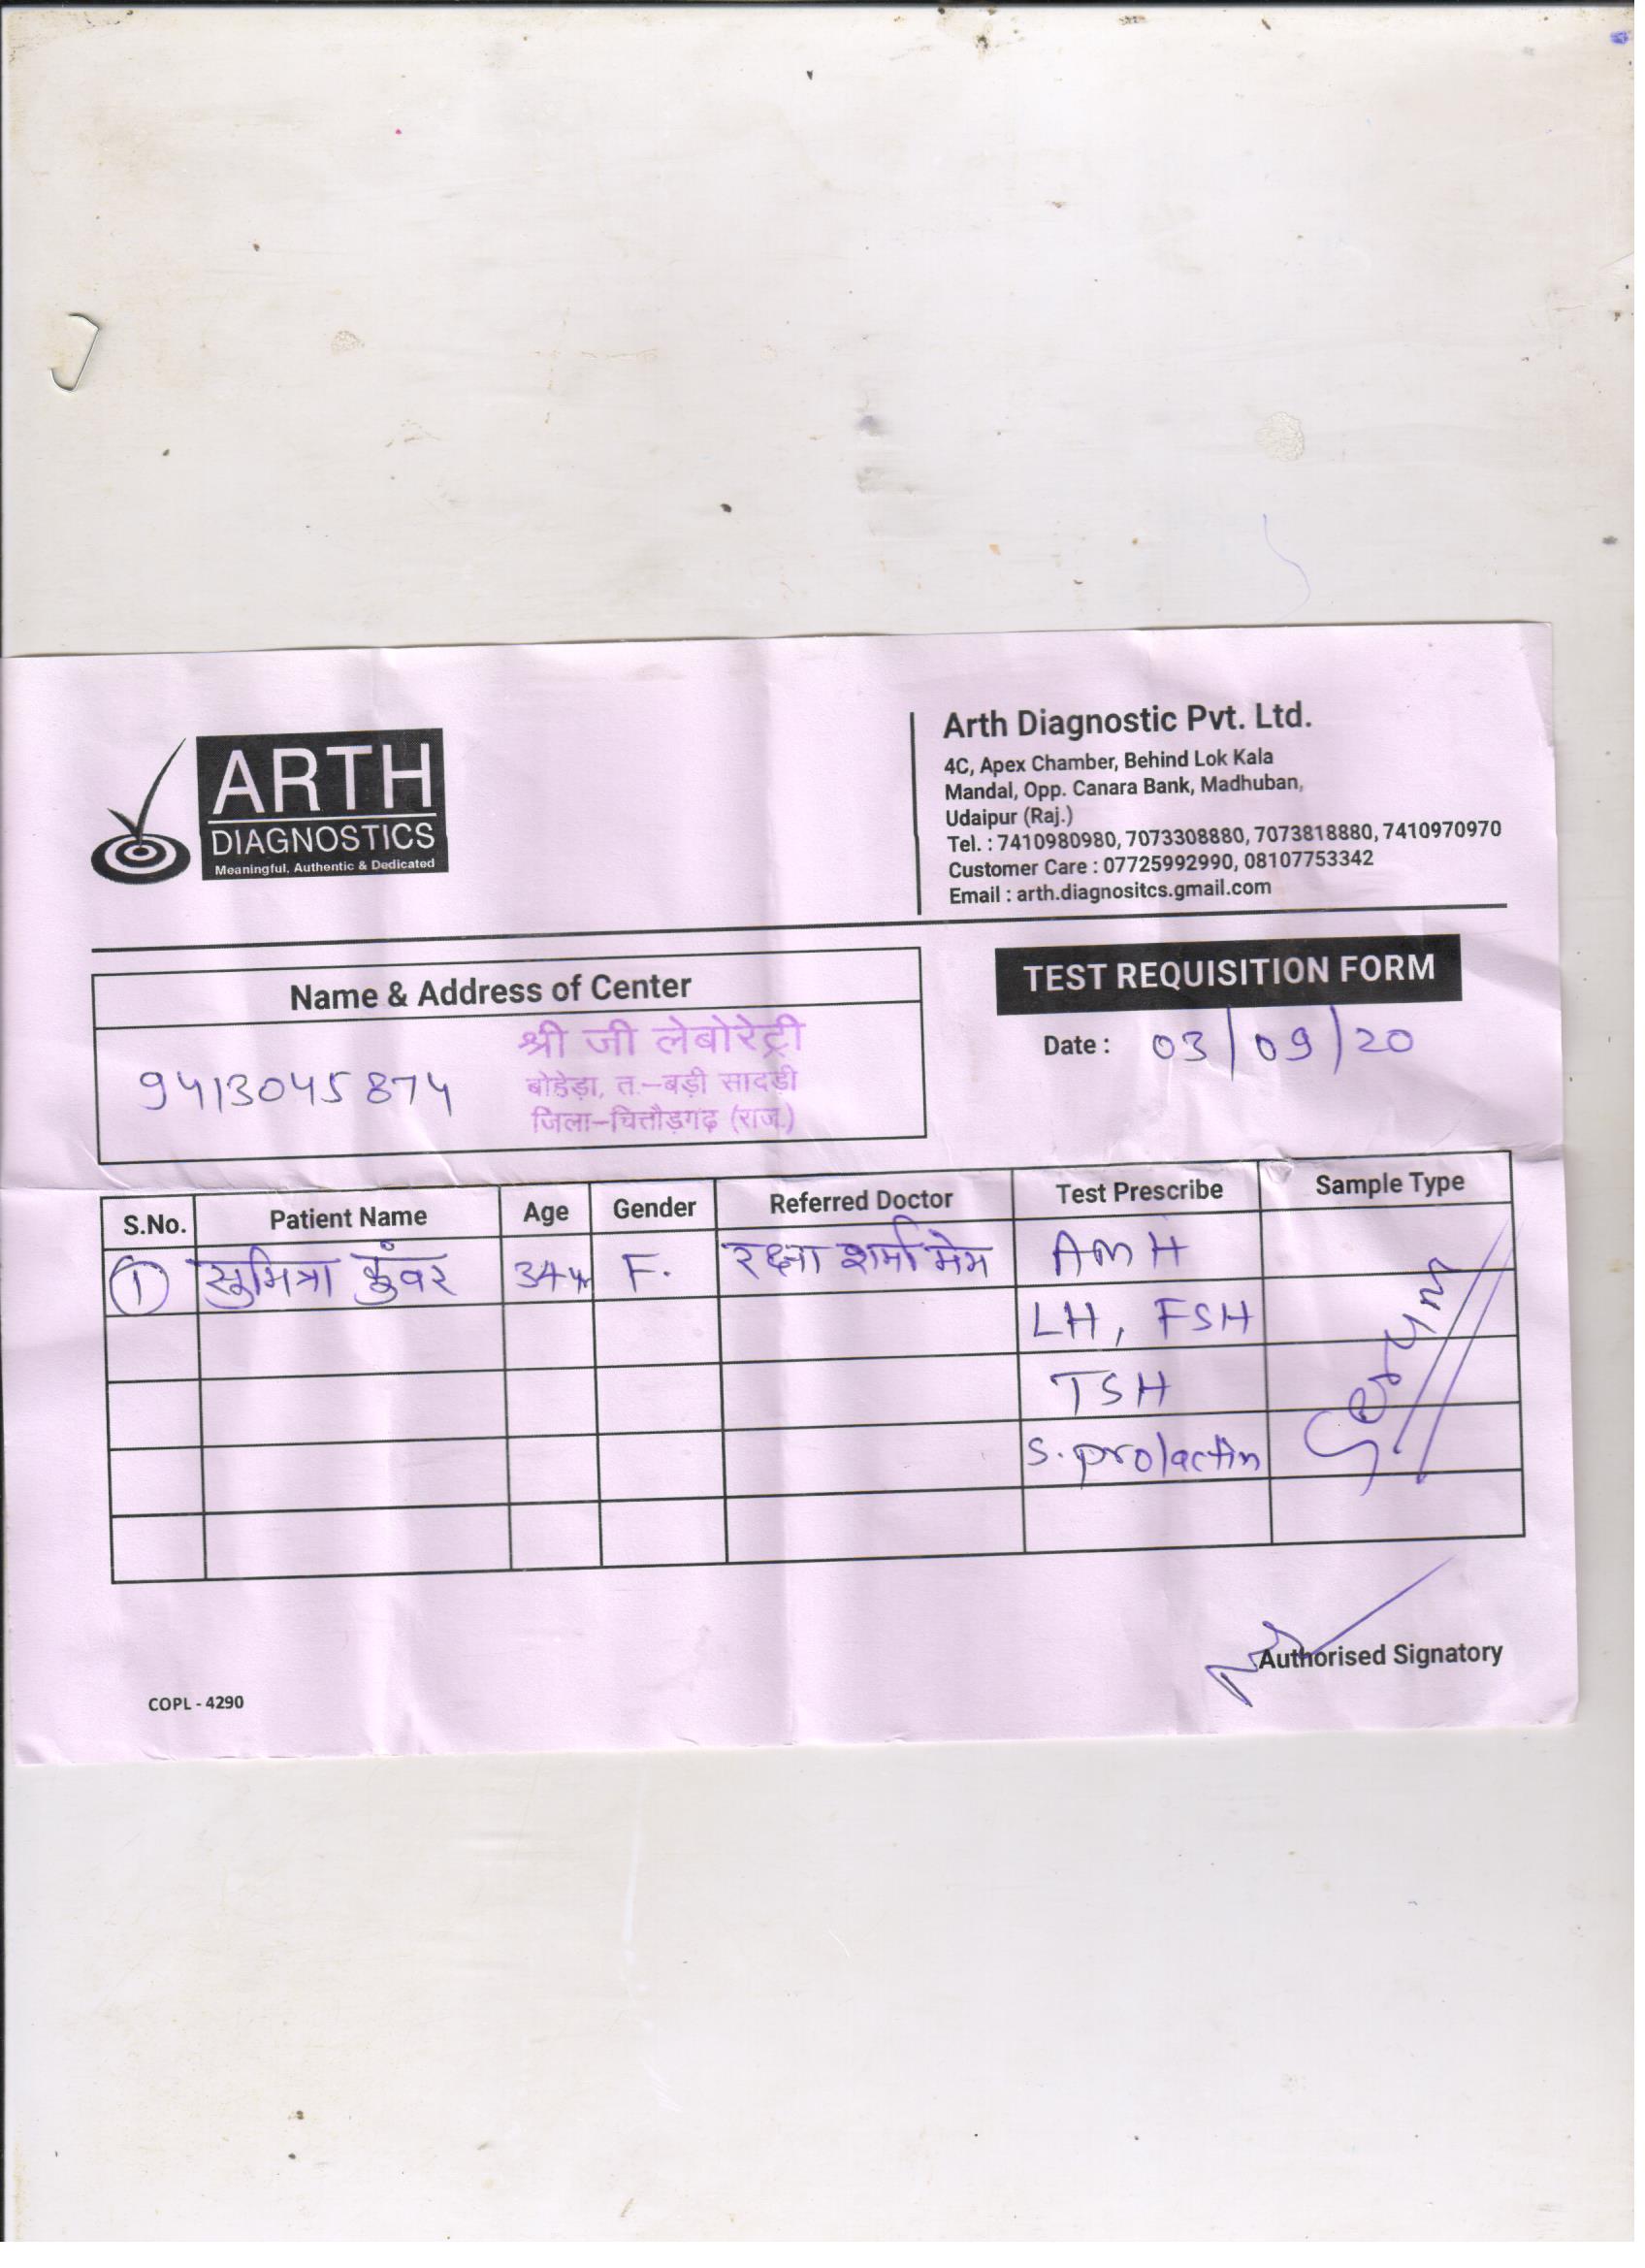 ARTH
DIAGNOSTICS
Meaningful, Authentic & Dedicated
Arth Diagnostic Pvt. Ltd.
4C, Apex Chamber, Behind Lok Kala
Mandal, Opp. Canara Bank, Madhuban,
Udaipur (Raj.)
Tel. : 7410980980, 7073308880, 7073818880, 7410970970
Customer Care : 07725992990, 08107753342
Email : arth.diagnositcs.gmail.com
Name & Address of Center
9413045874
श्री जी लेबोरेट्री
बोहेड़ा, त.-बड़ी सादडी
जिला-चित्तौड़गढ़ (राज.)
TEST REQUISITION FORM
Date : 03/09/20
S.No. Patient Name Age Gender Referred Doctor Test Prescribe Sample Type
1 सुमित्रा कुंवर 34 F. रक्षा शर्मा मेम AMH Serum
LH, FSH
TSH
S. prolactin
Authorised Signatory
COPL - 4290